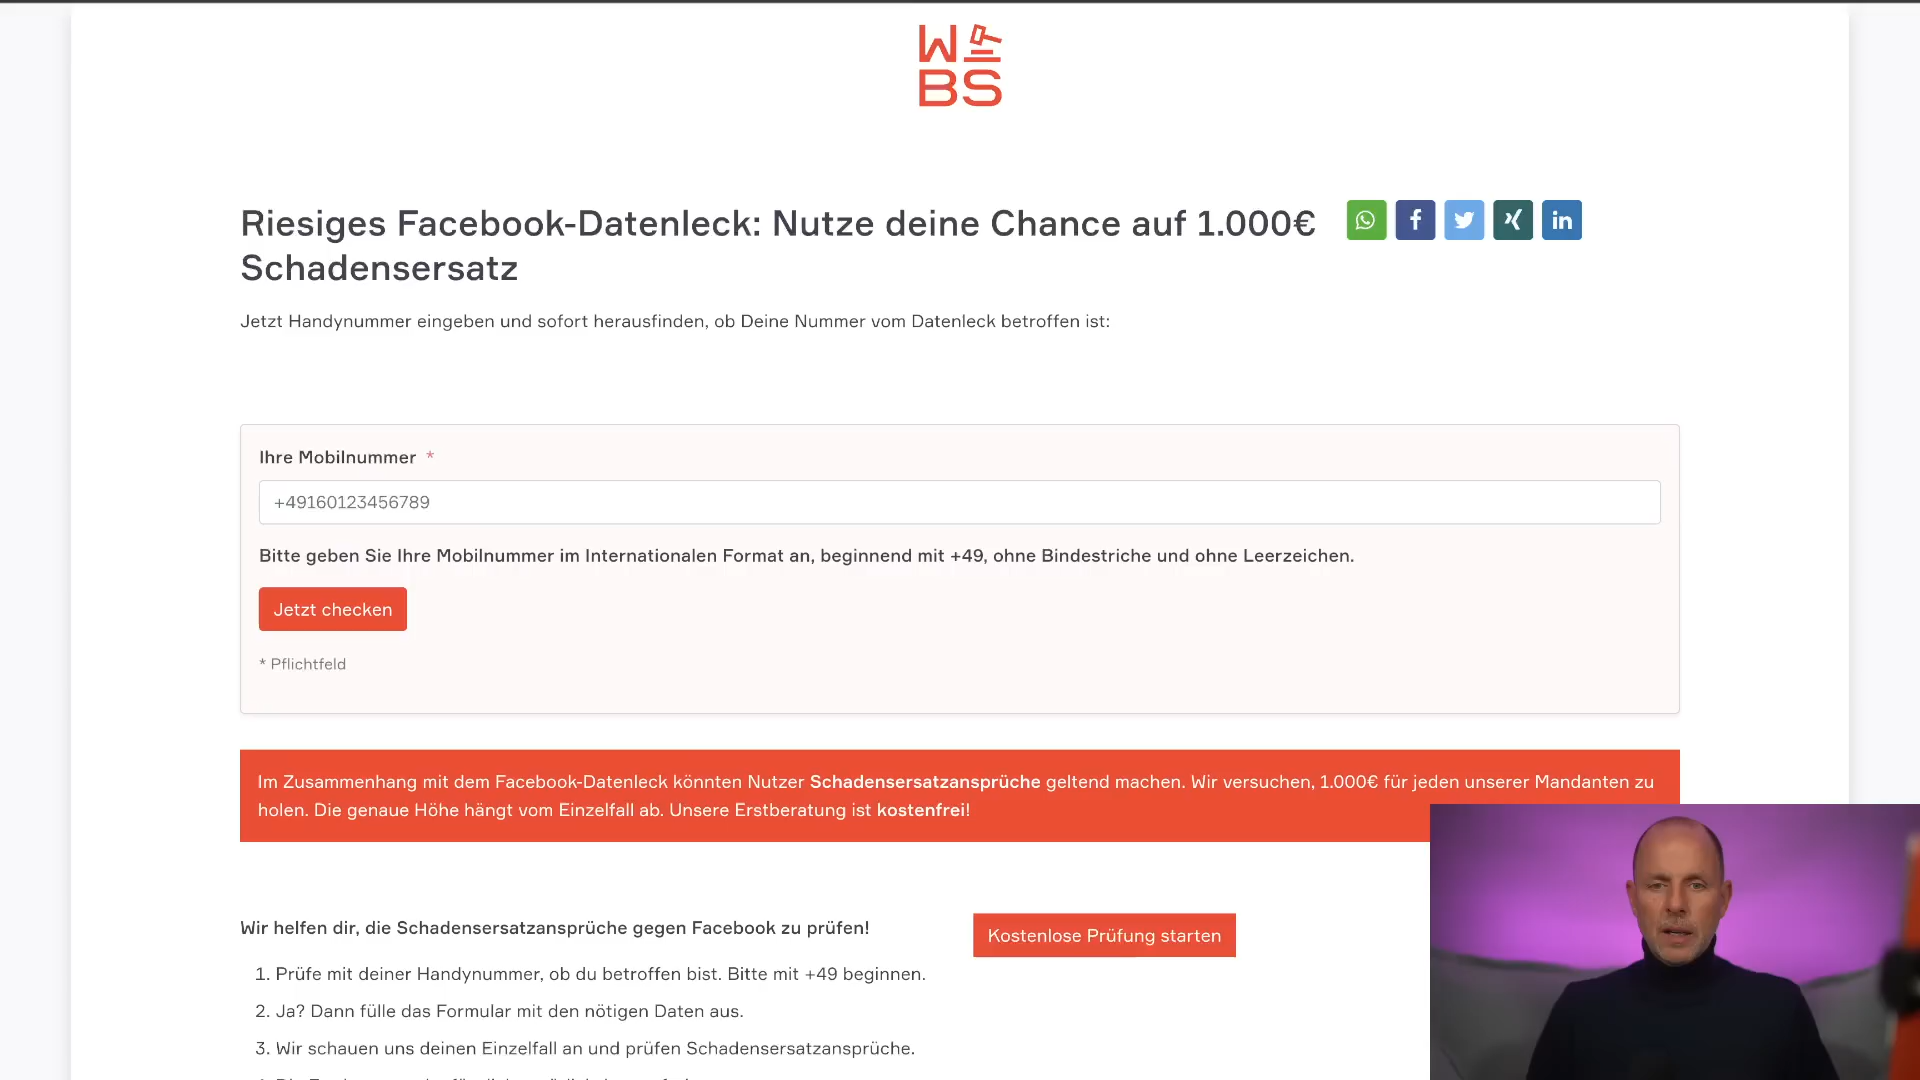 W
BS
Riesiges Facebook-Datenleck: Nutze deine Chance auf 1.000€
Schadensersatz
Jetzt Handynummer eingeben und sofort herausfinden, ob Deine Nummer vom Datenleck betroffen ist:
Ihre Mobilnummer *
+49160123456789
Bitte geben Sie Ihre Mobilnummer im Internationalen Format an, beginnend mit +49, ohne Bindestriche und ohne Leerzeichen.
Jetzt checken
* Pflichtfeld
Im Zusammenhang mit dem Facebook-Datenleck könnten Nutzer Schadensersatzansprüche geltend machen. Wir versuchen, 1.000€ für jeden unserer Mandanten zu
holen. Die genaue Höhe hängt vom Einzelfall ab. Unsere Erstberatung ist kostenfrei!
Wir helfen dir, die Schadensersatzansprüche gegen Facebook zu prüfen!
Kostenlose Prüfung starten
1. Prüfe mit deiner Handynummer, ob du betroffen bist. Bitte mit +49 beginnen.
2. Ja? Dann fülle das Formular mit den nötigen Daten aus.
3. Wir schauen uns deinen Einzelfall an und prüfen Schadensersatzansprüche.